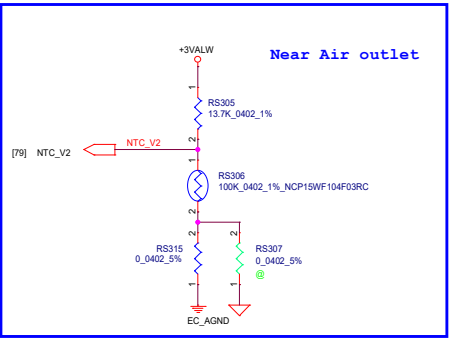 +3VALW
Near Air outlet
1
RS305
13.7K_0402_1%
2
[79] NTC_V2
NTC_V2
1
RS306
100K_0402_1%_NCP15WF104F03RC
2
2
2
RS315
0_0402_5%
RS307
0_0402_5%
@
1
1
EC_AGND